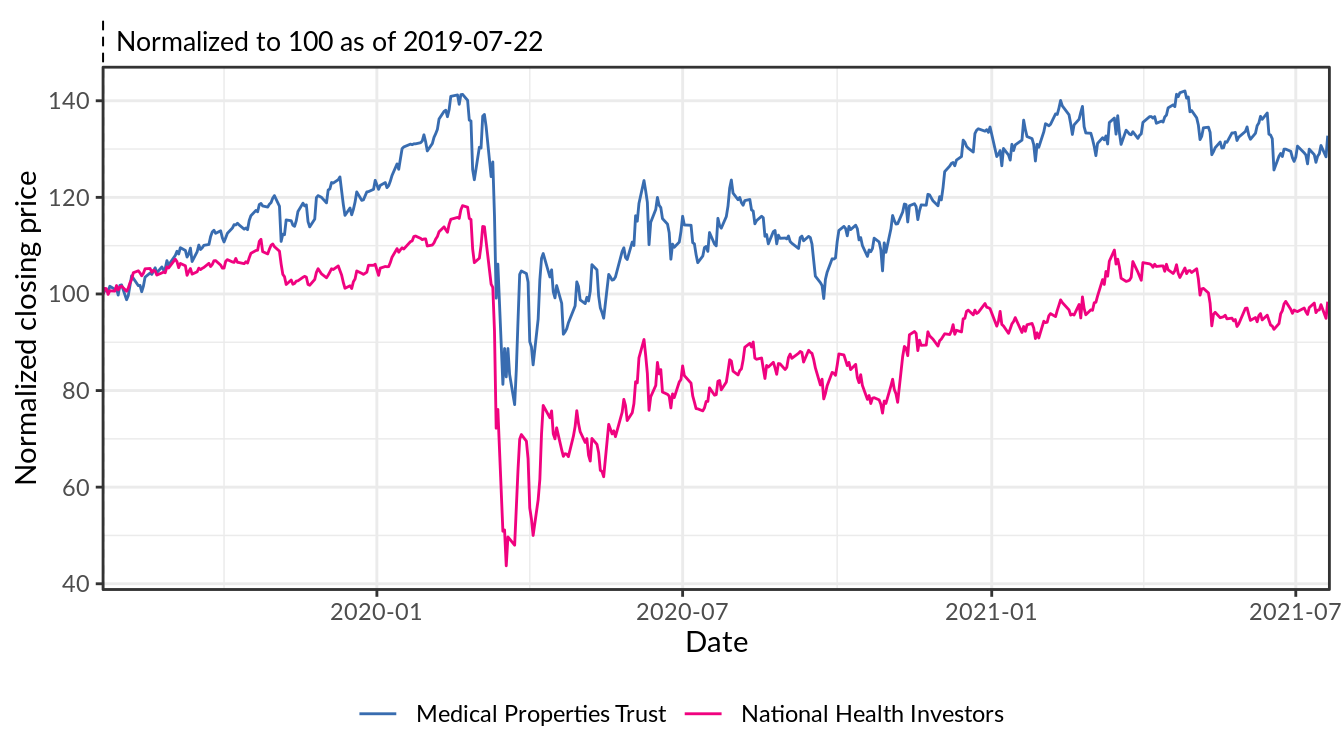 Normalized to 100 as of 2019-07-22
Normalized closing price
140
120
100
80
60
40
2020-01
2020-07
2021-01
2021-07
Date
Medical Properties Trust
National Health Investors